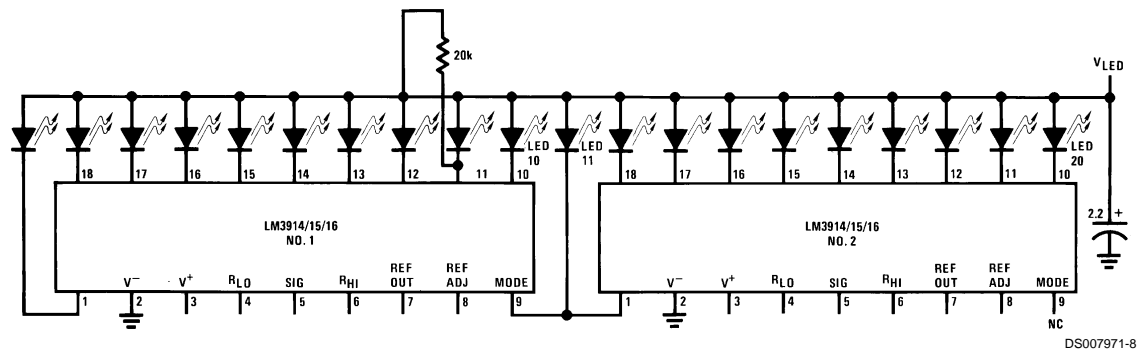 20k
V LED
LED 10
LED 11
LED 20
18 17 16 15 14 13 12 11 10
18 17 16 15 14 13 12 11 10
2.2 +
LM3914/15/16
NO. 1
LM3914/15/16
NO. 2
V− V+ RLO SIG RHI REF OUT REF ADJ MODE
V− V+ RLO SIG RHI REF OUT REF ADJ MODE
1 2 3 4 5 6 7 8 9
1 2 3 4 5 6 7 8 9
NC
DS007971-8